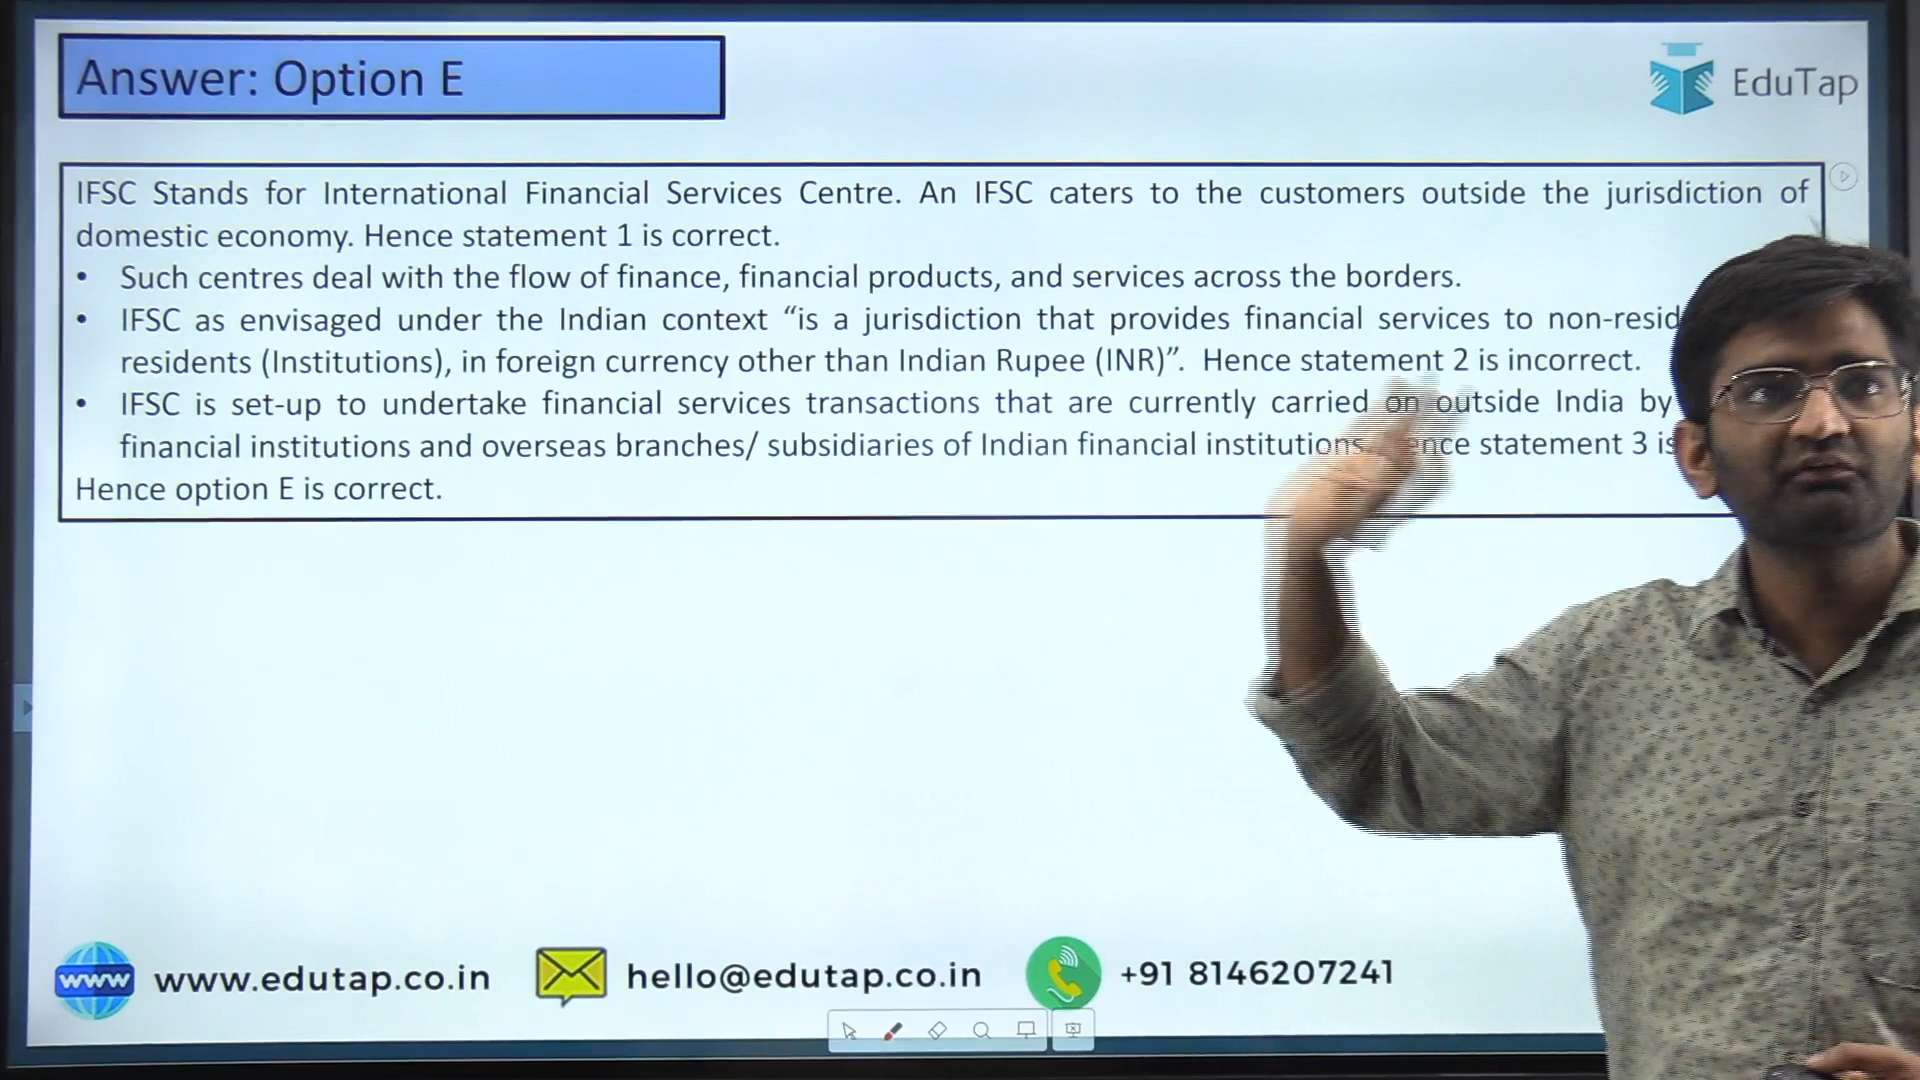 Answer: Option E
EduTap
IFSC Stands for International Financial Services Centre. An IFSC caters to the customers outside the jurisdiction of
domestic economy. Hence statement 1 is correct.
• Such centres deal with the flow of finance, financial products, and services across the borders.
• IFSC as envisaged under the Indian context “is a jurisdiction that provides financial services to non-resid
residents (Institutions), in foreign currency other than Indian Rupee (INR)”. Hence statement 2 is incorrect.
• IFSC is set-up to undertake financial services transactions that are currently carried on outside India by
financial institutions and overseas branches/ subsidiaries of Indian financial institutions. Hence statement 3 is
Hence option E is correct.
www
www.edutap.co.in
hello@edutap.co.in
+91 8146207241